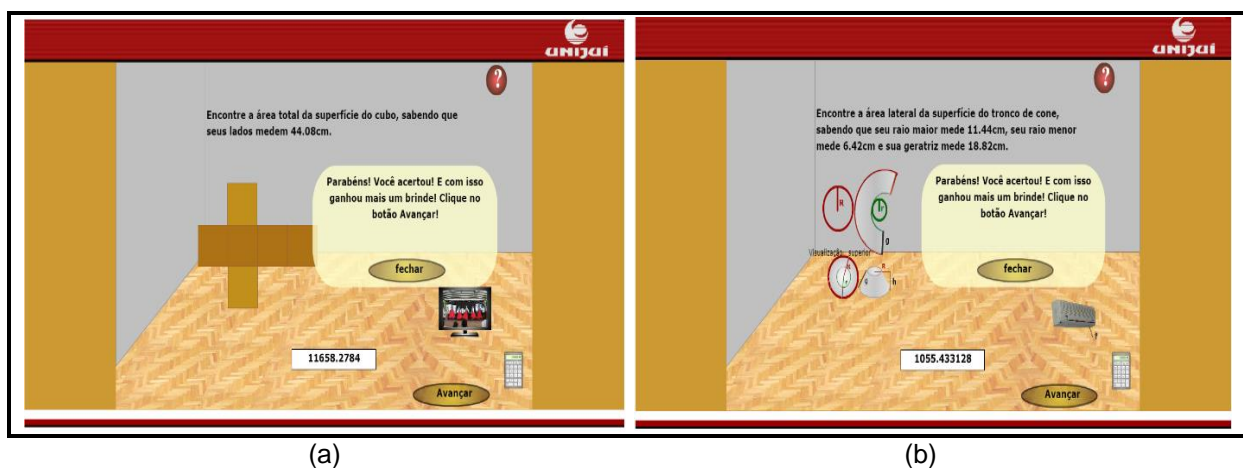 UNIJUÍ
?
Encontre a área total da superfície do cubo, sabendo que
seus lados medem 44.08cm.
Parabéns! Você acertou! E com isso
ganhou mais um brinde! Clique no
botão Avançar!
fechar
11658.2784
Avançar
(a)
UNIJUÍ
?
Encontre a área lateral da superfície do tronco de cone,
sabendo que seu raio maior mede 11.44cm, seu raio menor
mede 6.42cm e sua geratriz mede 18.82cm.
Parabéns! Você acertou! E com isso
ganhou mais um brinde! Clique no
botão Avançar!
R
r
g
Visualização superior
h
fechar
1055.433128
Avançar
(b)